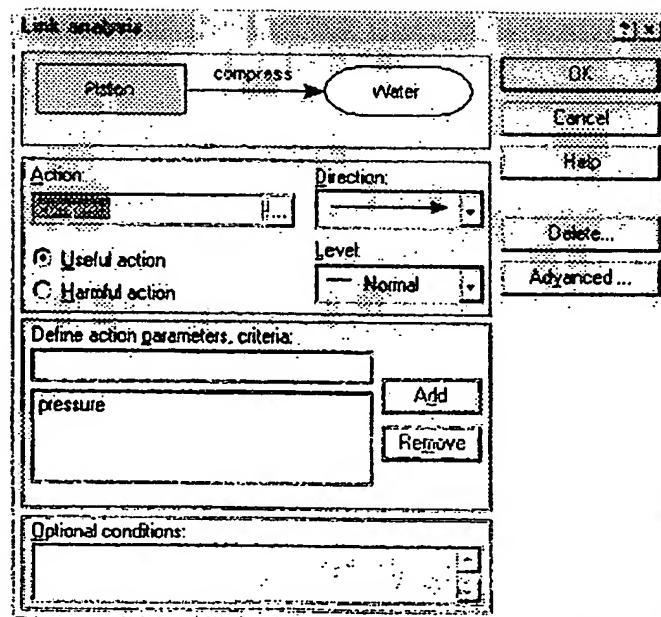 Link analysis
compress
Piston
Water
OK
Cancel
Help
Delete...
Advanced ...
Action:
Direction:
...
Useful action
Harmful action
Level:
Normal
Define action parameters, criteria:
pressure
Add
Remove
Optional conditions: